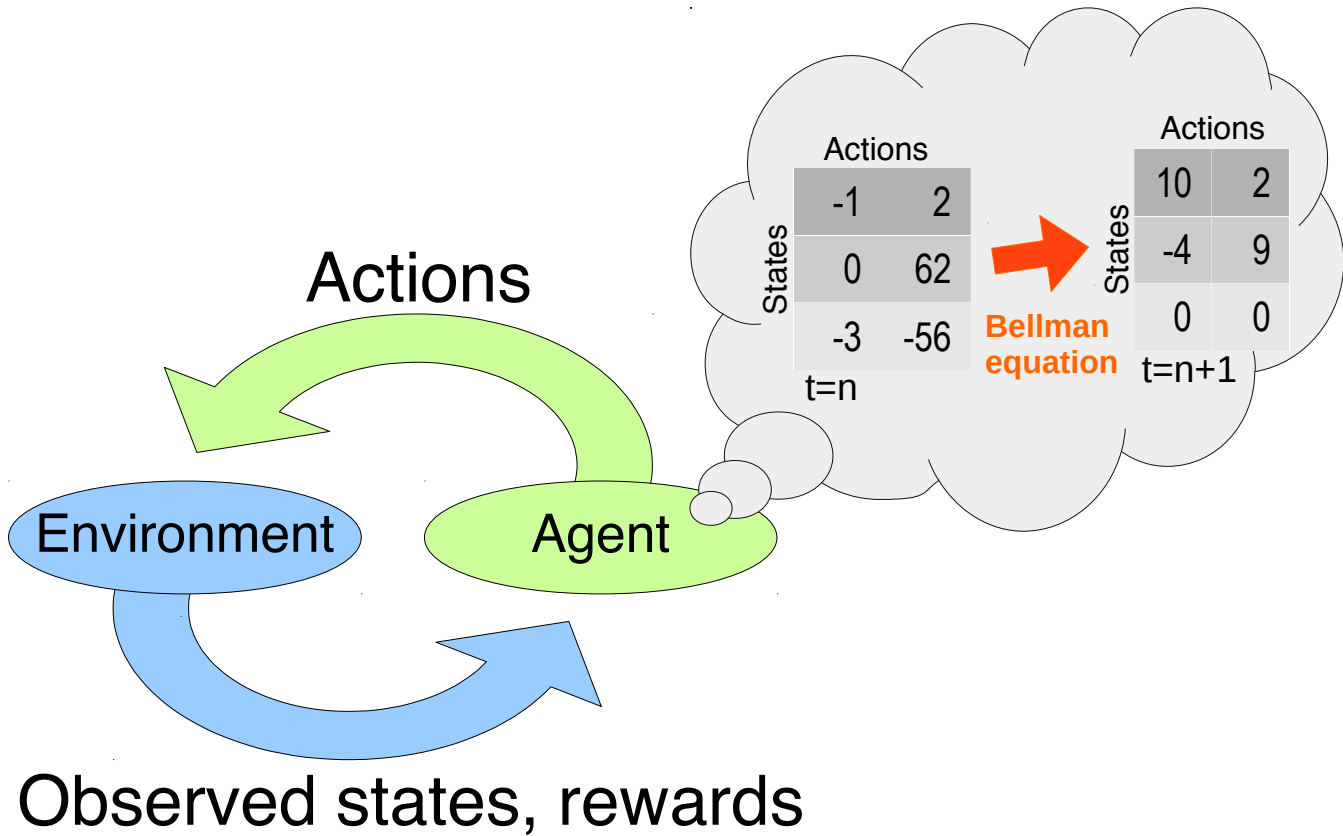 Actions
-1 2
States
0 62
-3 -56
t=n
Bellman
equation
Actions
10 2
States
-4 9
0 0
t=n+1
Actions
Environment
Agent
Observed states, rewards